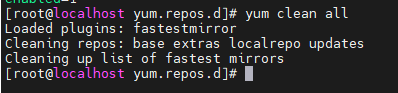 [root@localhost yum.repos.d]# yum clean all
Loaded plugins: fastestmirror
Cleaning repos: base extras localrepo updates
Cleaning up list of fastest mirrors
[root@localhost yum.repos.d]#